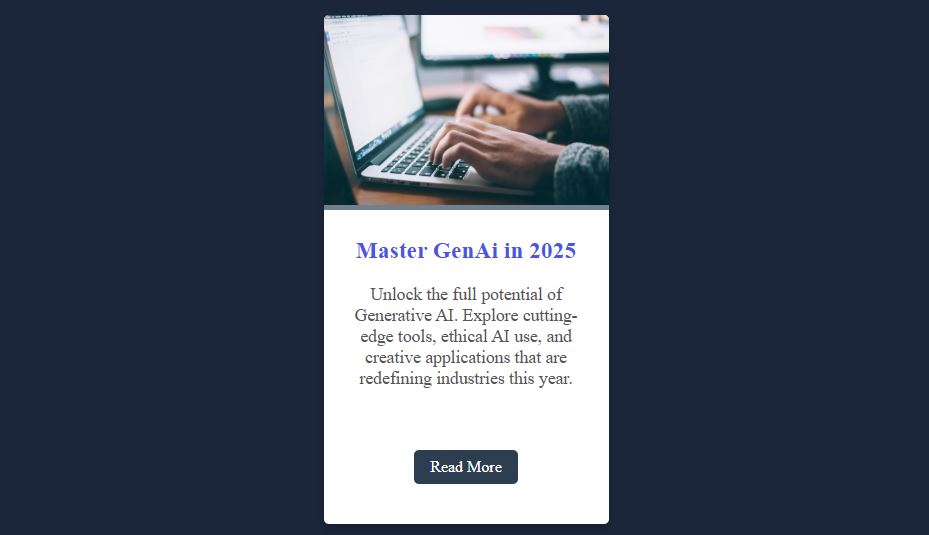 Master GenAi in 2025
Unlock the full potential of
Generative AI. Explore cutting-
edge tools, ethical AI use, and
creative applications that are
redefining industries this year.
Read More